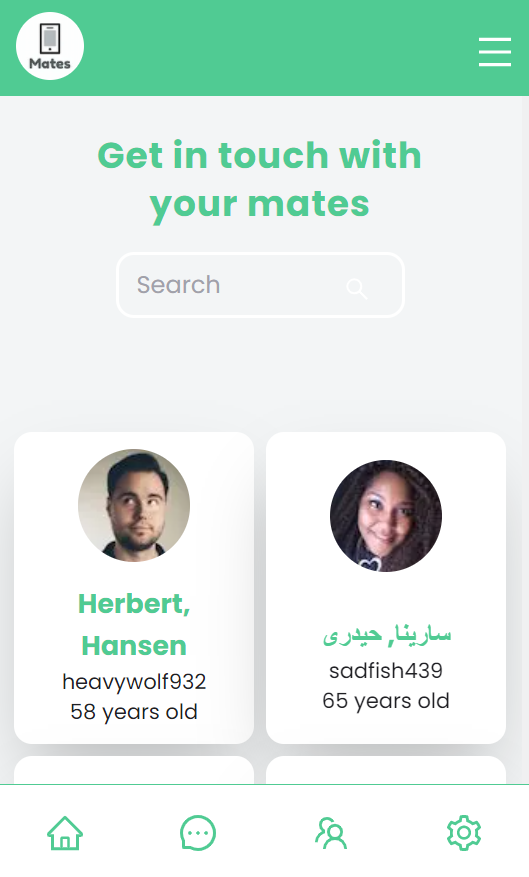 Mates
Get in touch with
your mates
Search
Herbert,
Hansen
heavywolf932
58 years old
سارینا, حیدری
sadfish439
65 years old